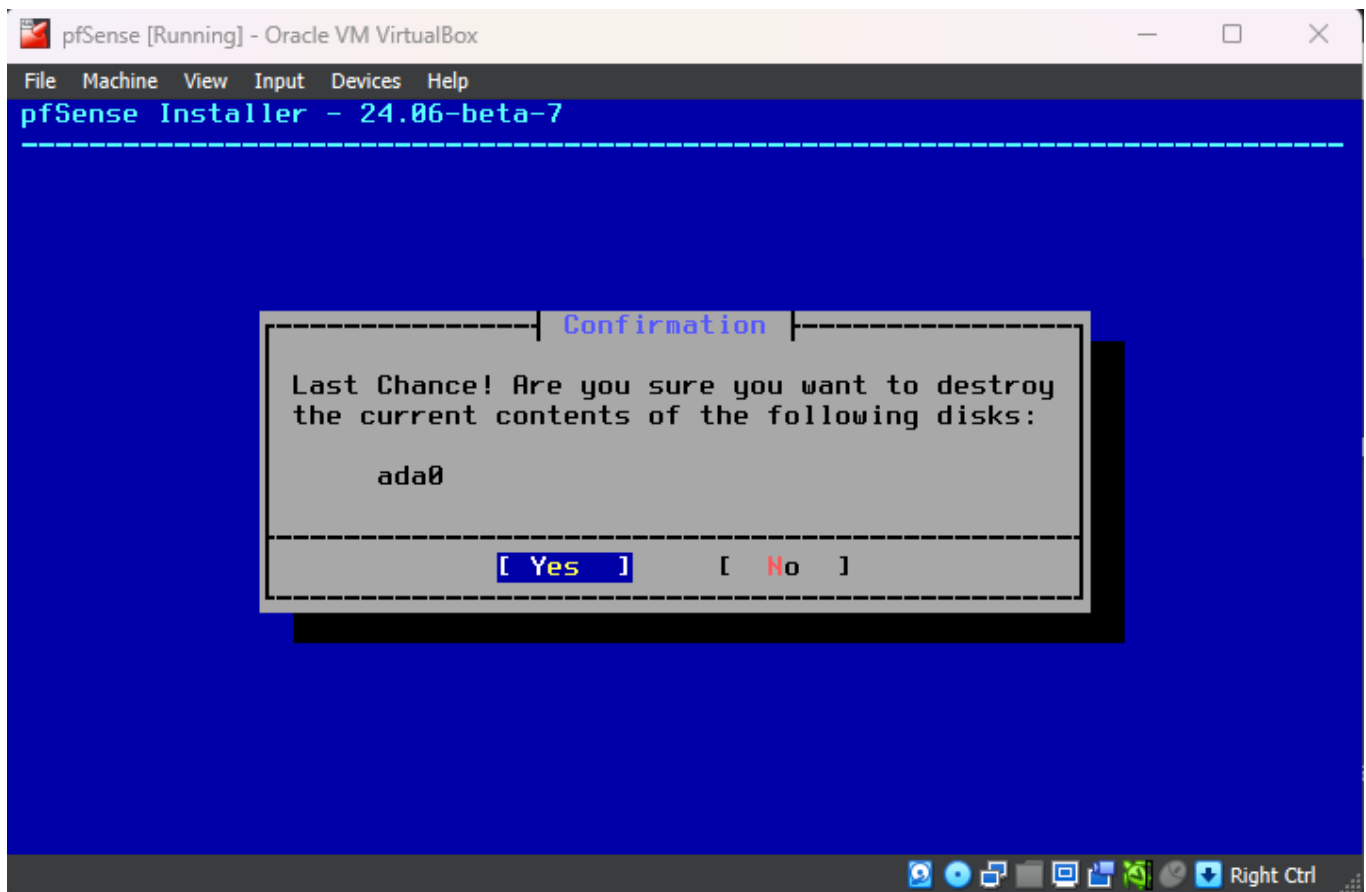 pfSense [Running] - Oracle VM VirtualBox
File Machine View Input Devices Help
pfSense Installer - 24.06-beta-7
Confirmation
Last Chance! Are you sure you want to destroy
the current contents of the following disks:
ada0
[ Yes ] [ No ]
Right Ctrl